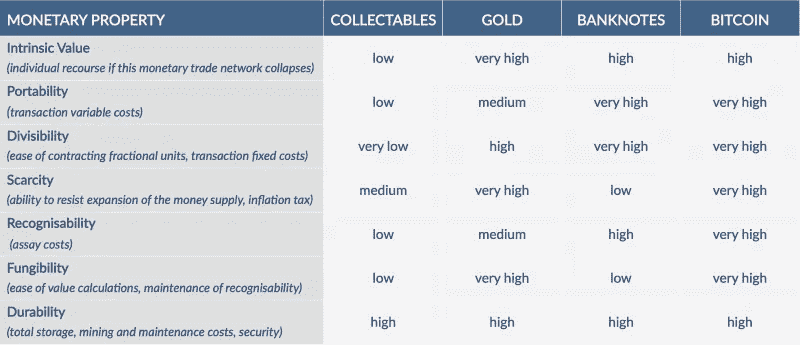 MONETARY PROPERTY COLLECTABLES GOLD BANKNOTES BITCOIN
Intrinsic Value
(individual recourse if this monetary trade network collapses) low very high high high
Portability
(transaction variable costs) low medium very high very high
Divisibility
(ease of contracting fractional units, transaction fixed costs) very low high very high very high
Scarcity
(ability to resist expansion of the money supply, inflation tax) medium very high low very high
Recognisability
(assay costs) low medium high very high
Fungibility
(ease of value calculations, maintenance of recognisability) low very high low very high
Durability
(total storage, mining and maintenance costs, security) high high high high